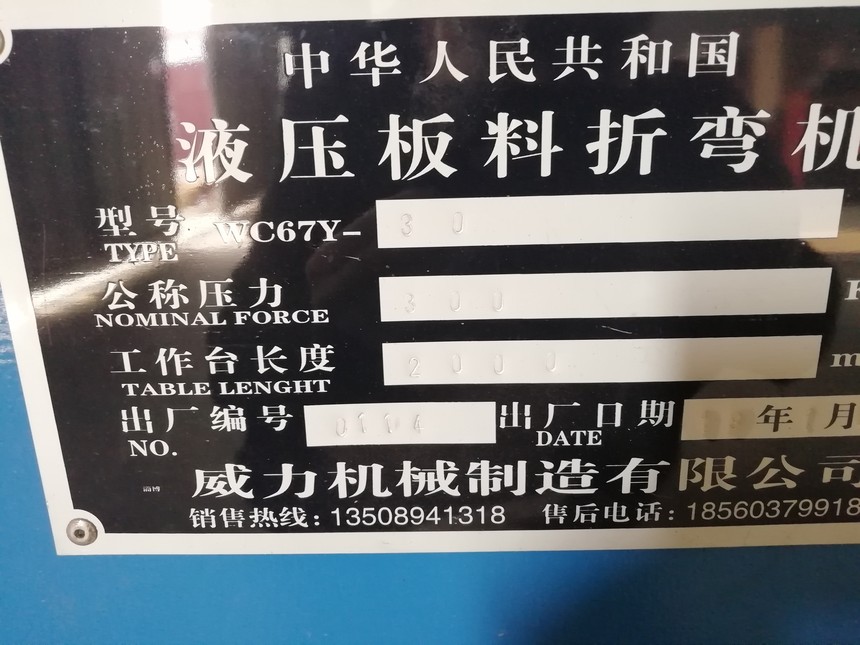 中华人民共和国
液压板料折弯机
型号 WC67Y- 30
TYPE
公称压力 300 K
NOMINAL FORCE
工作台长度 2000 m
TABLE LENGHT
出厂编号 0114 出厂日期 年 月
NO. DATE
淄博 威力机械制造有限公司
销售热线:13508941318 售后电话:18560379918